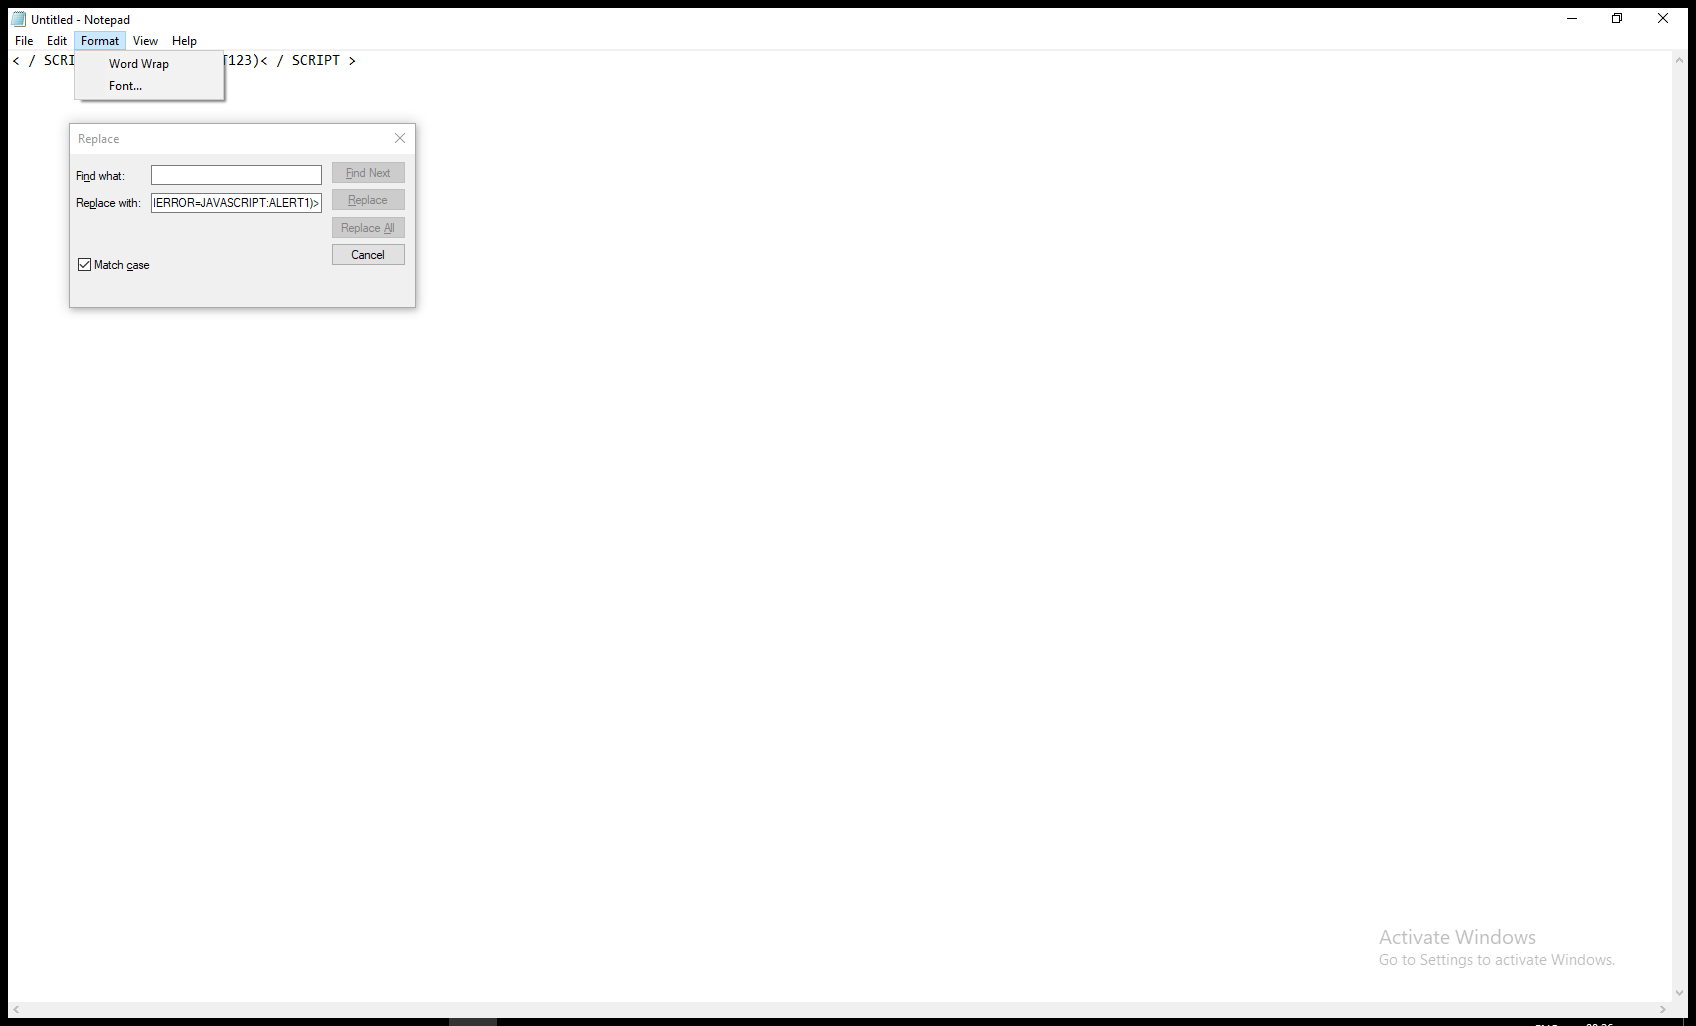 Untitled - Notepad
File Edit Format View Help
< / SCRI T123)< / SCRIPT >
Word Wrap
Font...
Replace
Find what: Find Next
Replace with: IERROR=JAVASCRIPT:ALERT1)> Replace
Replace All
Cancel
Match case
Activate Windows
Go to Settings to activate Windows.